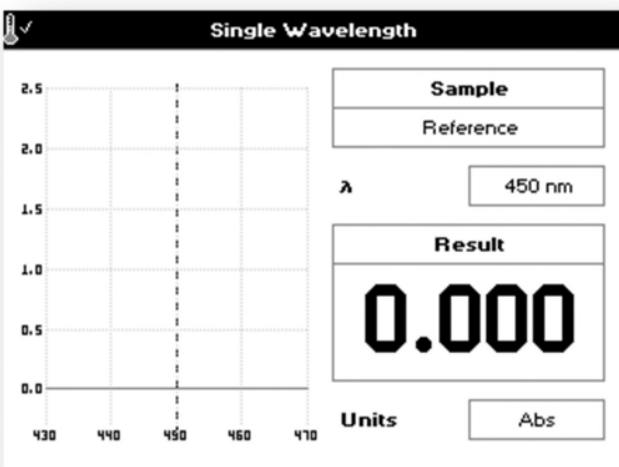 Single Wavelength
2.5
2.0
1.5
1.0
0.5
0.0
430 440 450 460 470
Sample
Reference
λ 450 nm
Result
0.000
Units Abs